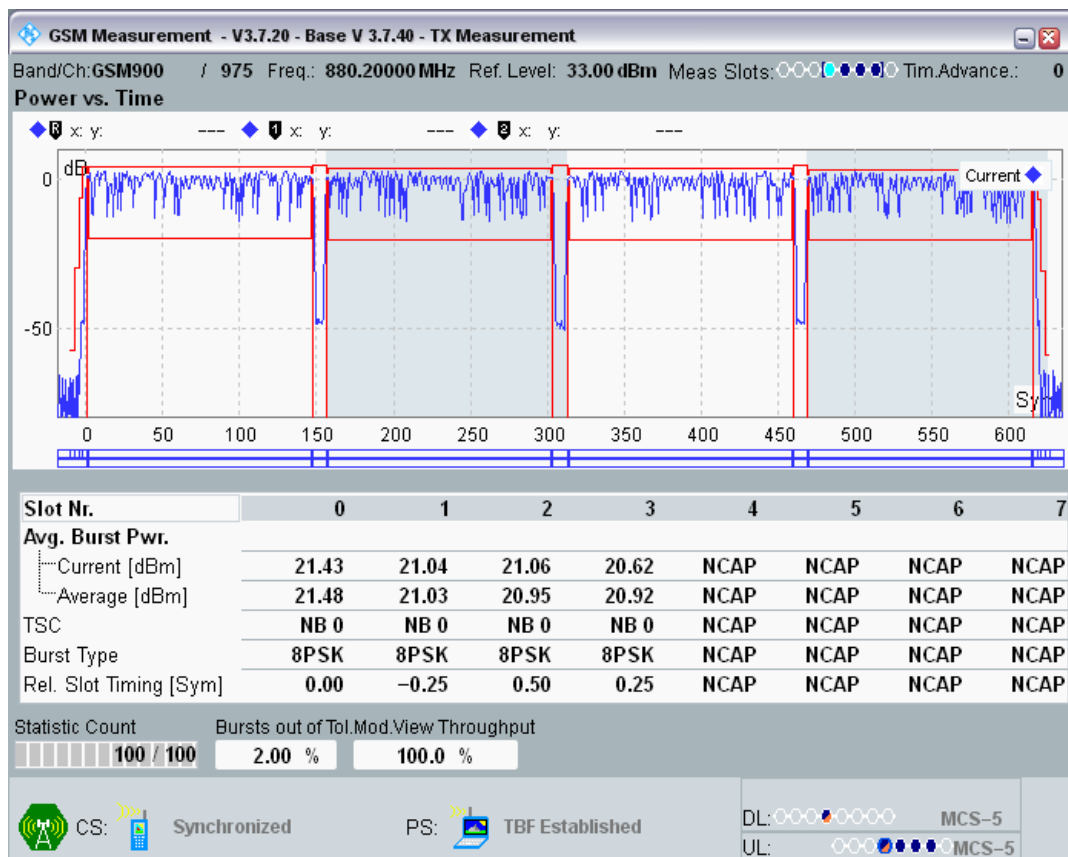 GSM Measurement - V3.7.20 - Base V 3.7.40 - TX Measurement
Band/Ch:GSM900 / 975 Freq.: 880.20000 MHz Ref. Level: 33.00 dBm Meas Slots: Tim.Advance.: 0
Power vs. Time
R x: y: --- 1 x: y: --- 2 x: y: ---
dB
0
Current
-50
Sy
0 50 100 150 200 250 300 350 400 450 500 550 600
Slot Nr. 0 1 2 3 4 5 6 7
Avg. Burst Pwr.
Current [dBm] 21.43 21.04 21.06 20.62 NCAP NCAP NCAP NCAP
Average [dBm] 21.48 21.03 20.95 20.92 NCAP NCAP NCAP NCAP
TSC NB 0 NB 0 NB 0 NB 0 NCAP NCAP NCAP NCAP
Burst Type 8PSK 8PSK 8PSK 8PSK NCAP NCAP NCAP NCAP
Rel. Slot Timing [Sym] 0.00 −0.25 0.50 0.25 NCAP NCAP NCAP NCAP
Statistic Count Bursts out of Tol.Mod.View Throughput
100 / 100 2.00 % 100.0 %
CS: Synchronized PS: TBF Established
DL: MCS−5
UL: MCS−5